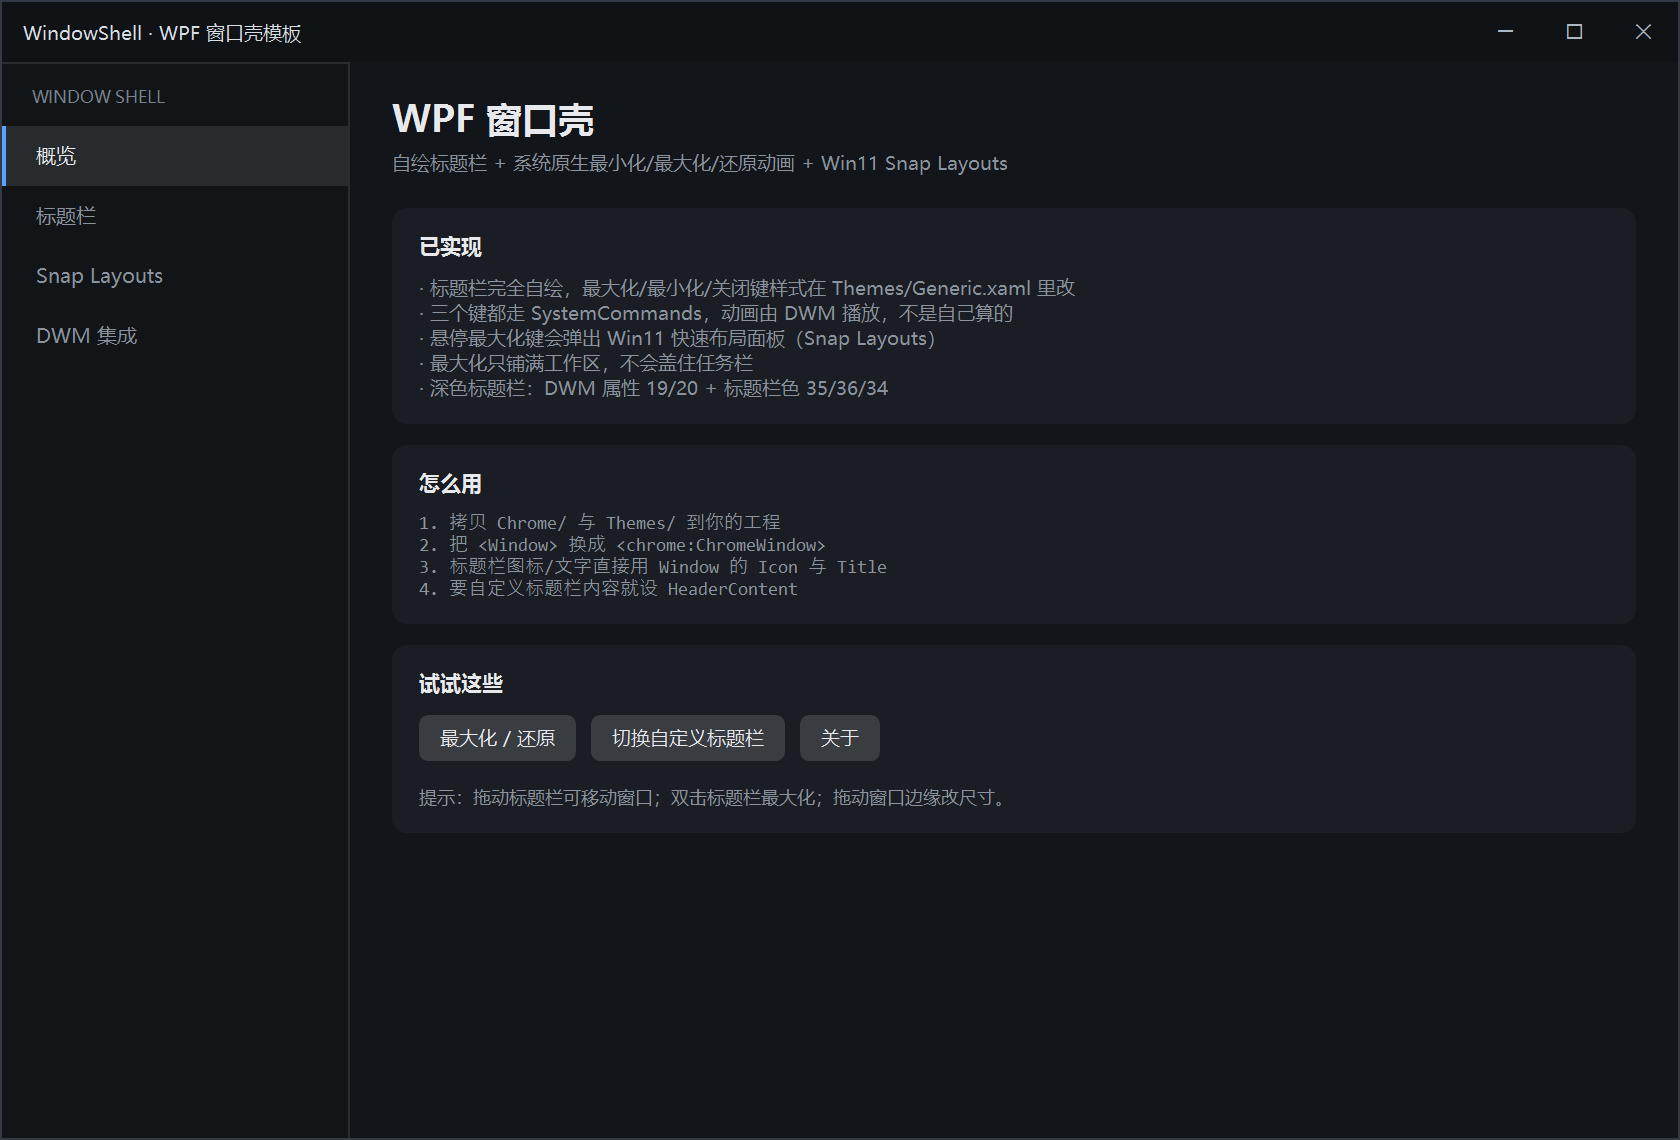 WindowShell · WPF 窗口壳模板
WINDOW SHELL
概览
标题栏
Snap Layouts
DWM 集成
WPF 窗口壳
自绘标题栏 + 系统原生最小化/最大化/还原动画 + Win11 Snap Layouts
已实现
· 标题栏完全自绘，最大化/最小化/关闭键样式在 Themes/Generic.xaml 里改
· 三个键都走 SystemCommands，动画由 DWM 播放，不是自己算的
· 悬停最大化键会弹出 Win11 快速布局面板（Snap Layouts）
· 最大化只铺满工作区，不会盖住任务栏
· 深色标题栏：DWM 属性 19/20 + 标题栏色 35/36/34
怎么用
1. 拷贝 Chrome/ 与 Themes/ 到你的工程
2. 把 <Window> 换成 <chrome:ChromeWindow>
3. 标题栏图标/文字直接用 Window 的 Icon 与 Title
4. 要自定义标题栏内容就设 HeaderContent
试试这些
最大化 / 还原
切换自定义标题栏
关于
提示：拖动标题栏可移动窗口；双击标题栏最大化；拖动窗口边缘改尺寸。